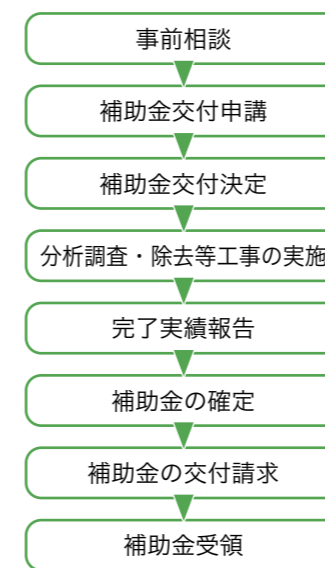 事前相談
補助金交付申講
補助金交付決定
分析調査・除去等工事の実施
完了実績報告
補助金の確定
補助金の交付請求
補助金受領